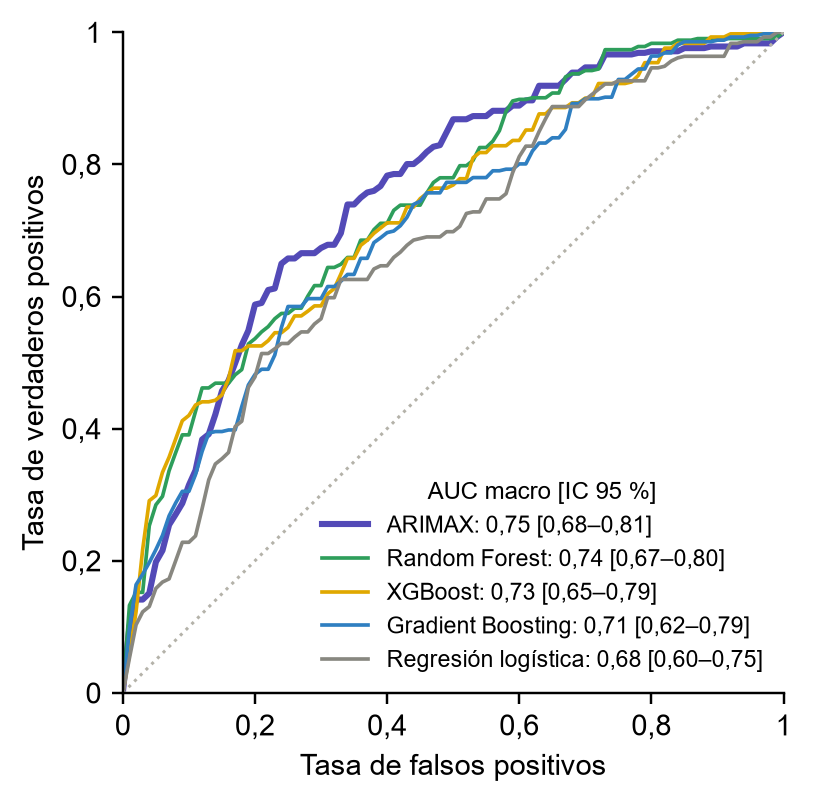 1
0,8
0,6
0,4
0,2
0
Tasa de verdaderos positivos
AUC macro [IC 95 %]
ARIMAX: 0,75 [0,68–0,81]
Random Forest: 0,74 [0,67–0,80]
XGBoost: 0,73 [0,65–0,79]
Gradient Boosting: 0,71 [0,62–0,79]
Regresión logística: 0,68 [0,60–0,75]
0 0,2 0,4 0,6 0,8 1
Tasa de falsos positivos